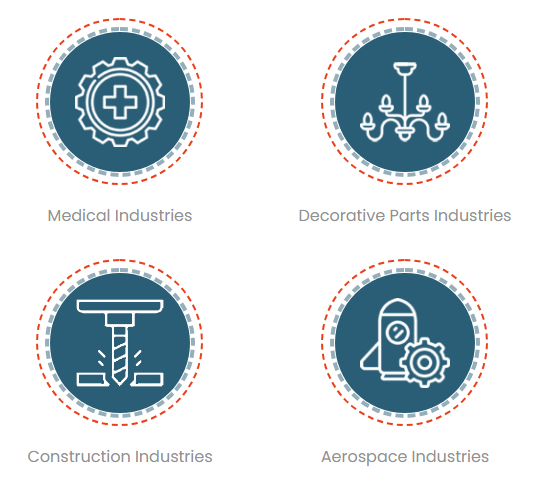 Medical Industries
Decorative Parts Industries
Construction Industries
Aerospace Industries